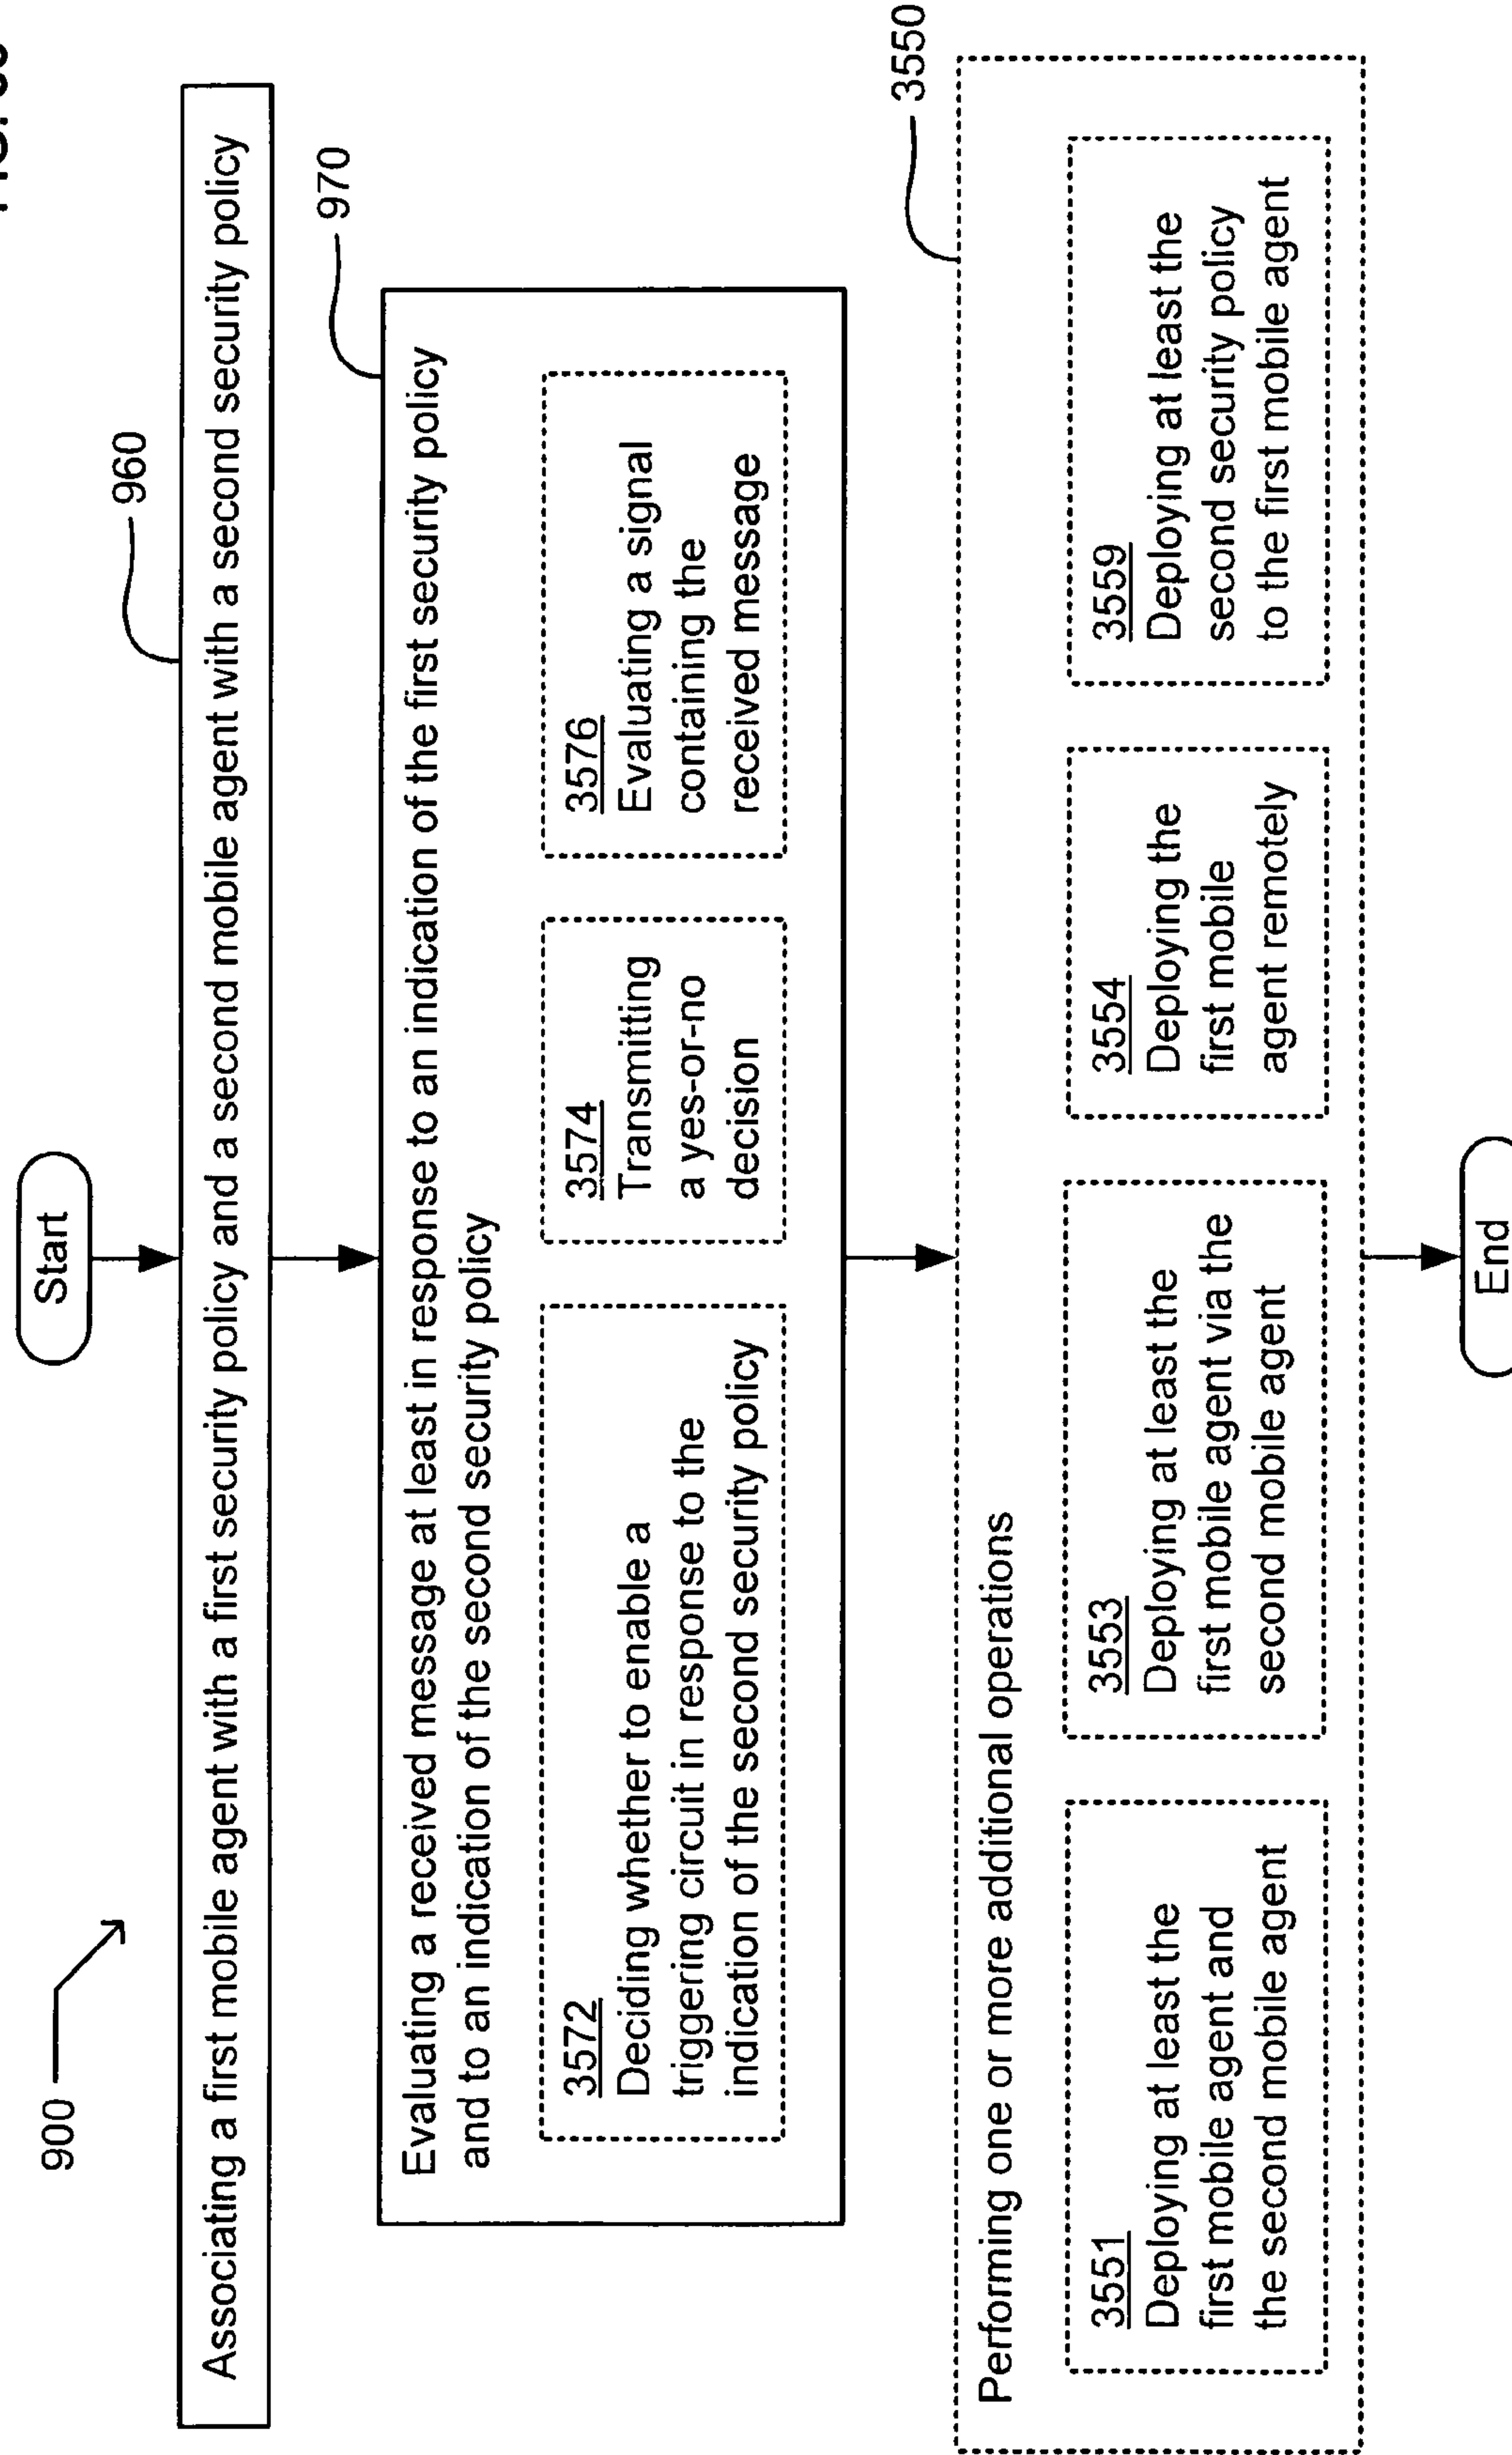 900
Start
960
Associating a first mobile agent with a first security policy and a second mobile agent with a second security policy
970
Evaluating a received message at least in response to an indication of the first security policy
and to an indication of the second security policy
3572
Deciding whether to enable a
triggering circuit in response to the
indication of the second security policy
3574
Transmitting
a yes-or-no
decision
3576
Evaluating a signal
containing the
received message
3550
Performing one or more additional operations
3551
Deploying at least the
first mobile agent and
the second mobile agent
3553
Deploying at least the
first mobile agent via the
second mobile agent
3554
Deploying the
first mobile
agent remotely
3559
Deploying at least the
second security policy
to the first mobile agent
End